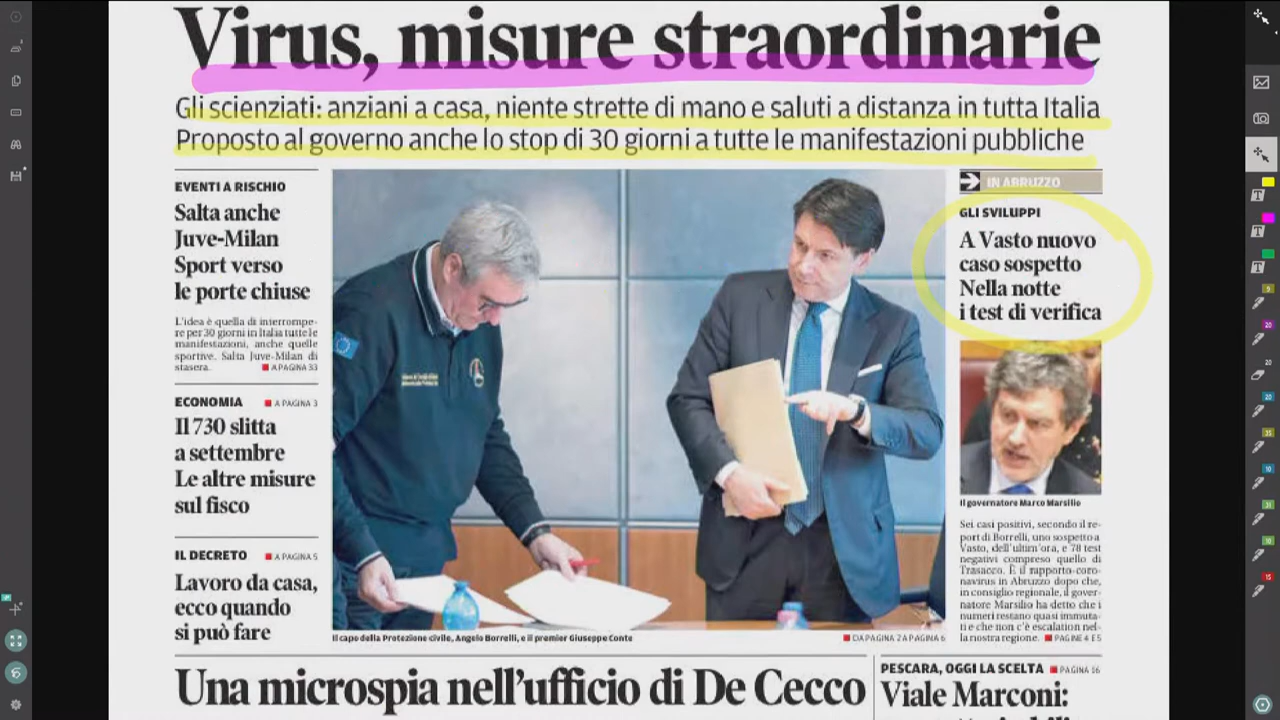 Virus, misure straordinarie
Gli scienziati: anziani a casa, niente strette di mano e saluti a distanza in tutta Italia
Proposto al governo anche lo stop di 30 giorni a tutte le manifestazioni pubbliche
EVENTI A RISCHIO
Salta anche
Juve-Milan
Sport verso
le porte chiuse
L'idea è quella di interrompe-
re per 30 giorni in Italia tutte le
manifestazioni, anche quelle
sportive. Salta Juve-Milan di
stasera. A PAGINA 33
ECONOMIA A PAGINA 3
Il 730 slitta
a settembre
Le altre misure
sul fisco
IL DECRETO A PAGINA 5
Lavoro da casa,
ecco quando
si può fare
Il capo della Protezione civile, Angelo Borrelli, e il premier Giuseppe Conte
DA PAGINA 2 A PAGINA 6
IN ABRUZZO
GLI SVILUPPI
A Vasto nuovo
caso sospetto
Nella notte
i test di verifica
Il governatore Marco Marsilio
Sei casi positivi, secondo il re-
port di Borrelli, uno sospetto a
Vasto, dell'ultim'ora, e 78 test
negativi compreso quello di
Trasacco. È il rapporto coro-
navirus in Abruzzo dopo che,
in consiglio regionale, il gover-
natore Marsilio ha detto che i
numeri restano quasi immuta-
ti e che non c'è escalation nel-
la nostra regione. PAGINE 4 E 5
Una microspia nell'ufficio di De Cecco
PESCARA, OGGI LA SCELTA PAGINA 16
Viale Marconi: